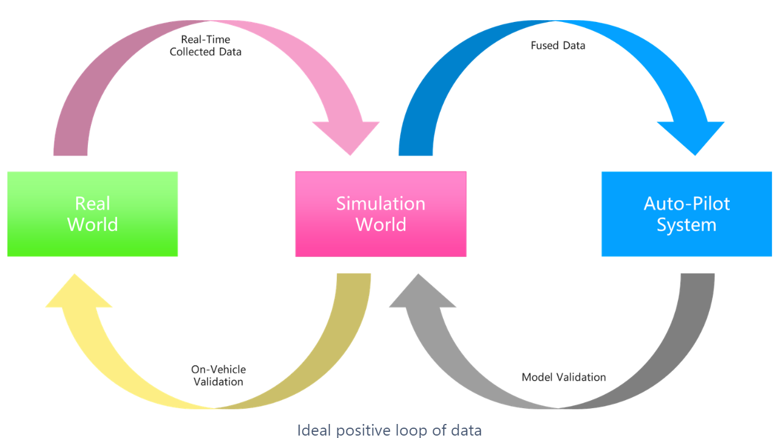 Real-Time
Collected Data
Fused Data
Real
World
Simulation
World
Auto-Pilot
System
On-Vehicle
Validation
Model Validation
Ideal positive loop of data